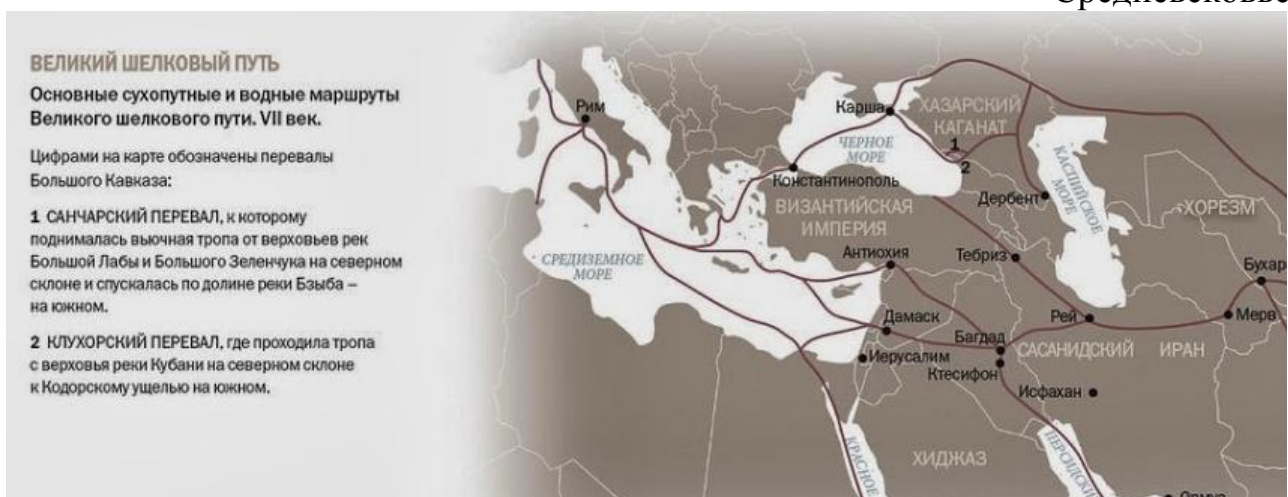 ВЕЛИКИЙ ШЕЛКОВЫЙ ПУТЬ
Основные сухопутные и водные маршруты
Великого шелкового пути. VII век.
Цифрами на карте обозначены перевалы
Большого Кавказа:
1 САНЧАРСКИЙ ПЕРЕВАЛ, к которому
поднималась вьючная тропа от верховьев рек
Большой Лабы и Большого Зеленчука на северном
склоне и спускалась по долине реки Бзыба –
на южном.
2 КЛУХОРСКИЙ ПЕРЕВАЛ, где проходила тропа
с верховья реки Кубани на северном склоне
к Кодорскому ущелью на южном.
Рим
Карша
ХАЗАРСКИЙ
КАГАНАТ
ЧЕРНОЕ
МОРЕ
1
2
Константинополь
Дербент
КАСПИЙСКОЕ
МОРЕ
ХОРЕЗМ
ВИЗАНТИЙСКАЯ
ИМПЕРИЯ
СРЕДИЗЕМНОЕ
МОРЕ
Антиохия
Тебриз
Бухар
Дамаск
Рей
Мерв
Багдад
САСАНИДСКИЙ ИРАН
Иерусалим
Ктесифон
Исфахан
ХИДЖАЗ
КРАСНОЕ
ПЕРСИДСКИ